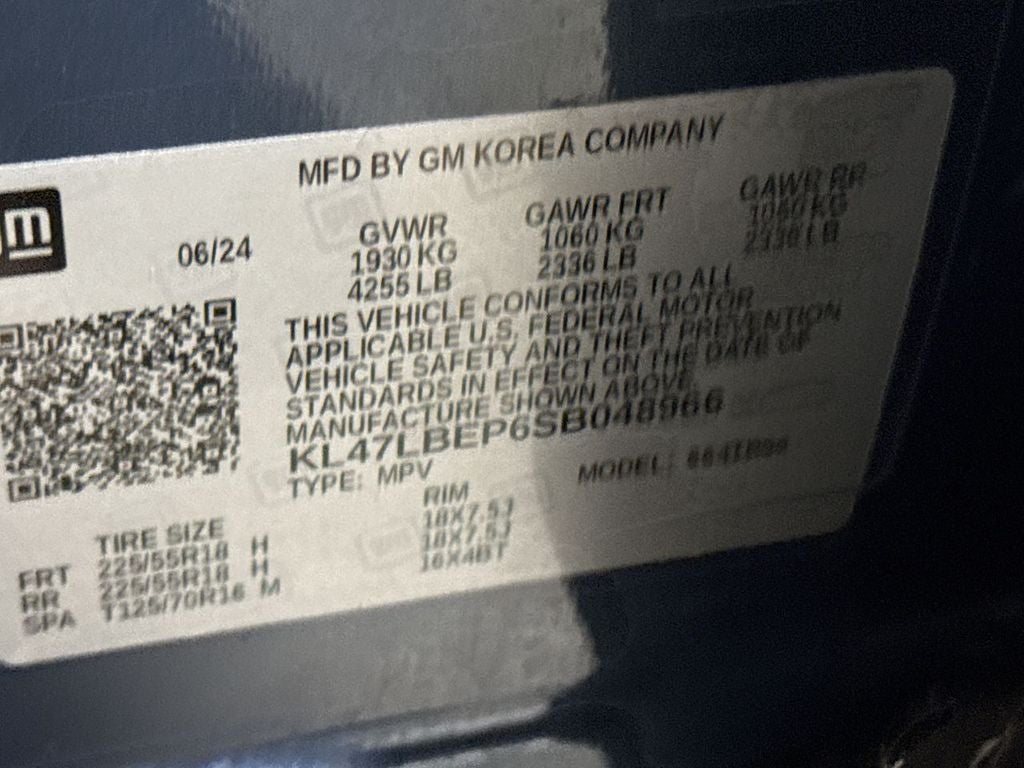 MFD BY GM KOREA COMPANY
gm
06/24
GVWR GAWR FRT GAWR RR
1930 KG 1060 KG 1060 KG
4255 LB 2336 LB 2336 LB
THIS VEHICLE CONFORMS TO ALL
APPLICABLE U.S. FEDERAL MOTOR
VEHICLE SAFETY AND THEFT PREVENTION
STANDARDS IN EFFECT ON THE DATE OF
MANUFACTURE SHOWN ABOVE.
KL47LBEP6SB048966
TYPE: MPV MODEL:
TIRE SIZE RIM
FRT 225/55R18 H 18X7.5J
RR 225/55R18 H 18X7.5J
SPA T125/70R16 M 16X4BT